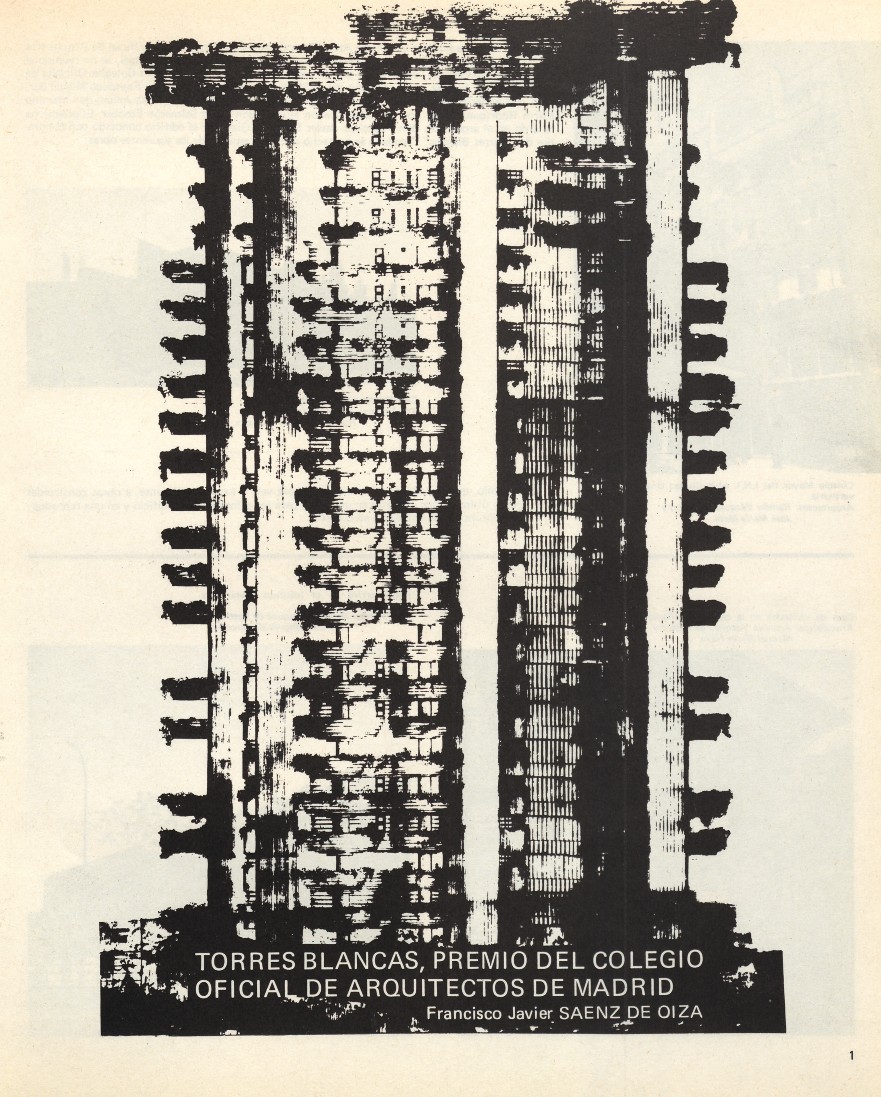 TORRES BLANCAS, PREMIO DEL COLEGIO
OFICIAL DE ARQUITECTOS DE MADRID
Francisco Javier SAENZ DE OIZA
1